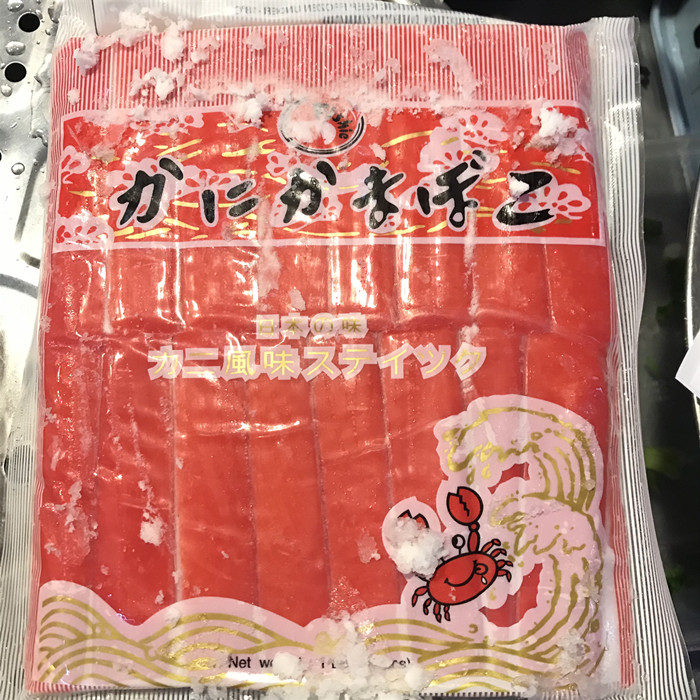 かにかまぼこ
日本の味
カニ風味スティック
Net